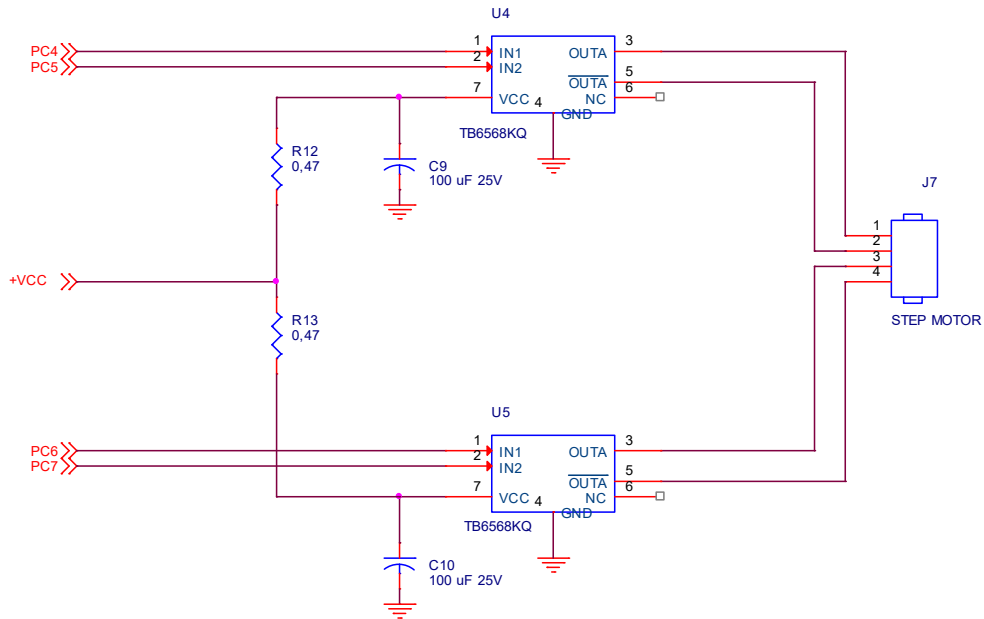 U4
PC4
PC5
1
2
7
IN1
IN2
VCC
4
GND
OUTA
OUTA
NC
3
5
6
TB6568KQ
R12
0,47
C9
100 uF 25V
J7
1
2
3
4
STEP MOTOR
+VCC
R13
0,47
U5
PC6
PC7
1
2
7
IN1
IN2
VCC
4
GND
OUTA
OUTA
NC
3
5
6
TB6568KQ
C10
100 uF 25V